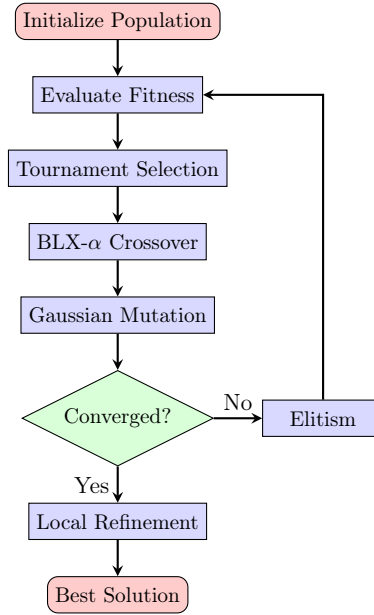 Initialize Population
Evaluate Fitness
Tournament Selection
BLX-α Crossover
Gaussian Mutation
Converged?
No
Elitism
Yes
Local Refinement
Best Solution